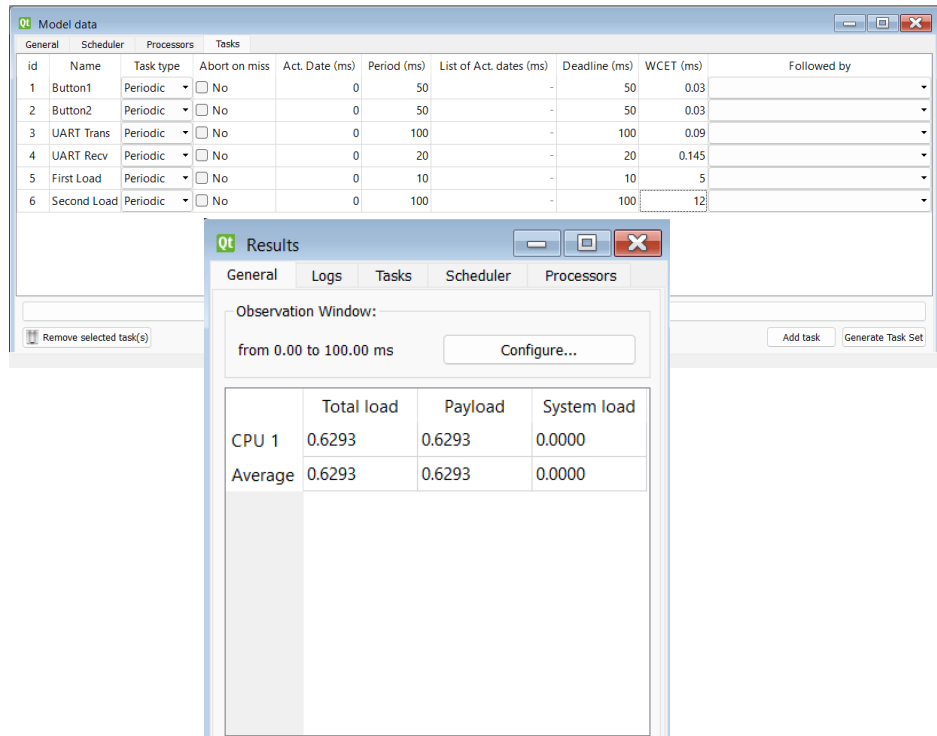 Qt Model data
General Scheduler Processors Tasks
id Name Task type Abort on miss Act. Date (ms) Period (ms) List of Act. dates (ms) Deadline (ms) WCET (ms) Followed by
1 Button1 Periodic No 0 50 - 50 0.03
2 Button2 Periodic No 0 50 - 50 0.03
3 UART Trans Periodic No 0 100 - 100 0.09
4 UART Recv Periodic No 0 20 - 20 0.145
5 First Load Periodic No 0 10 - 10 5
6 Second Load Periodic No 0 100 - 100 12
Remove selected task(s) Add task Generate Task Set
Qt Results
General Logs Tasks Scheduler Processors
Observation Window:
from 0.00 to 100.00 ms Configure...
Total load Payload System load
CPU 1 0.6293 0.6293 0.0000
Average 0.6293 0.6293 0.0000